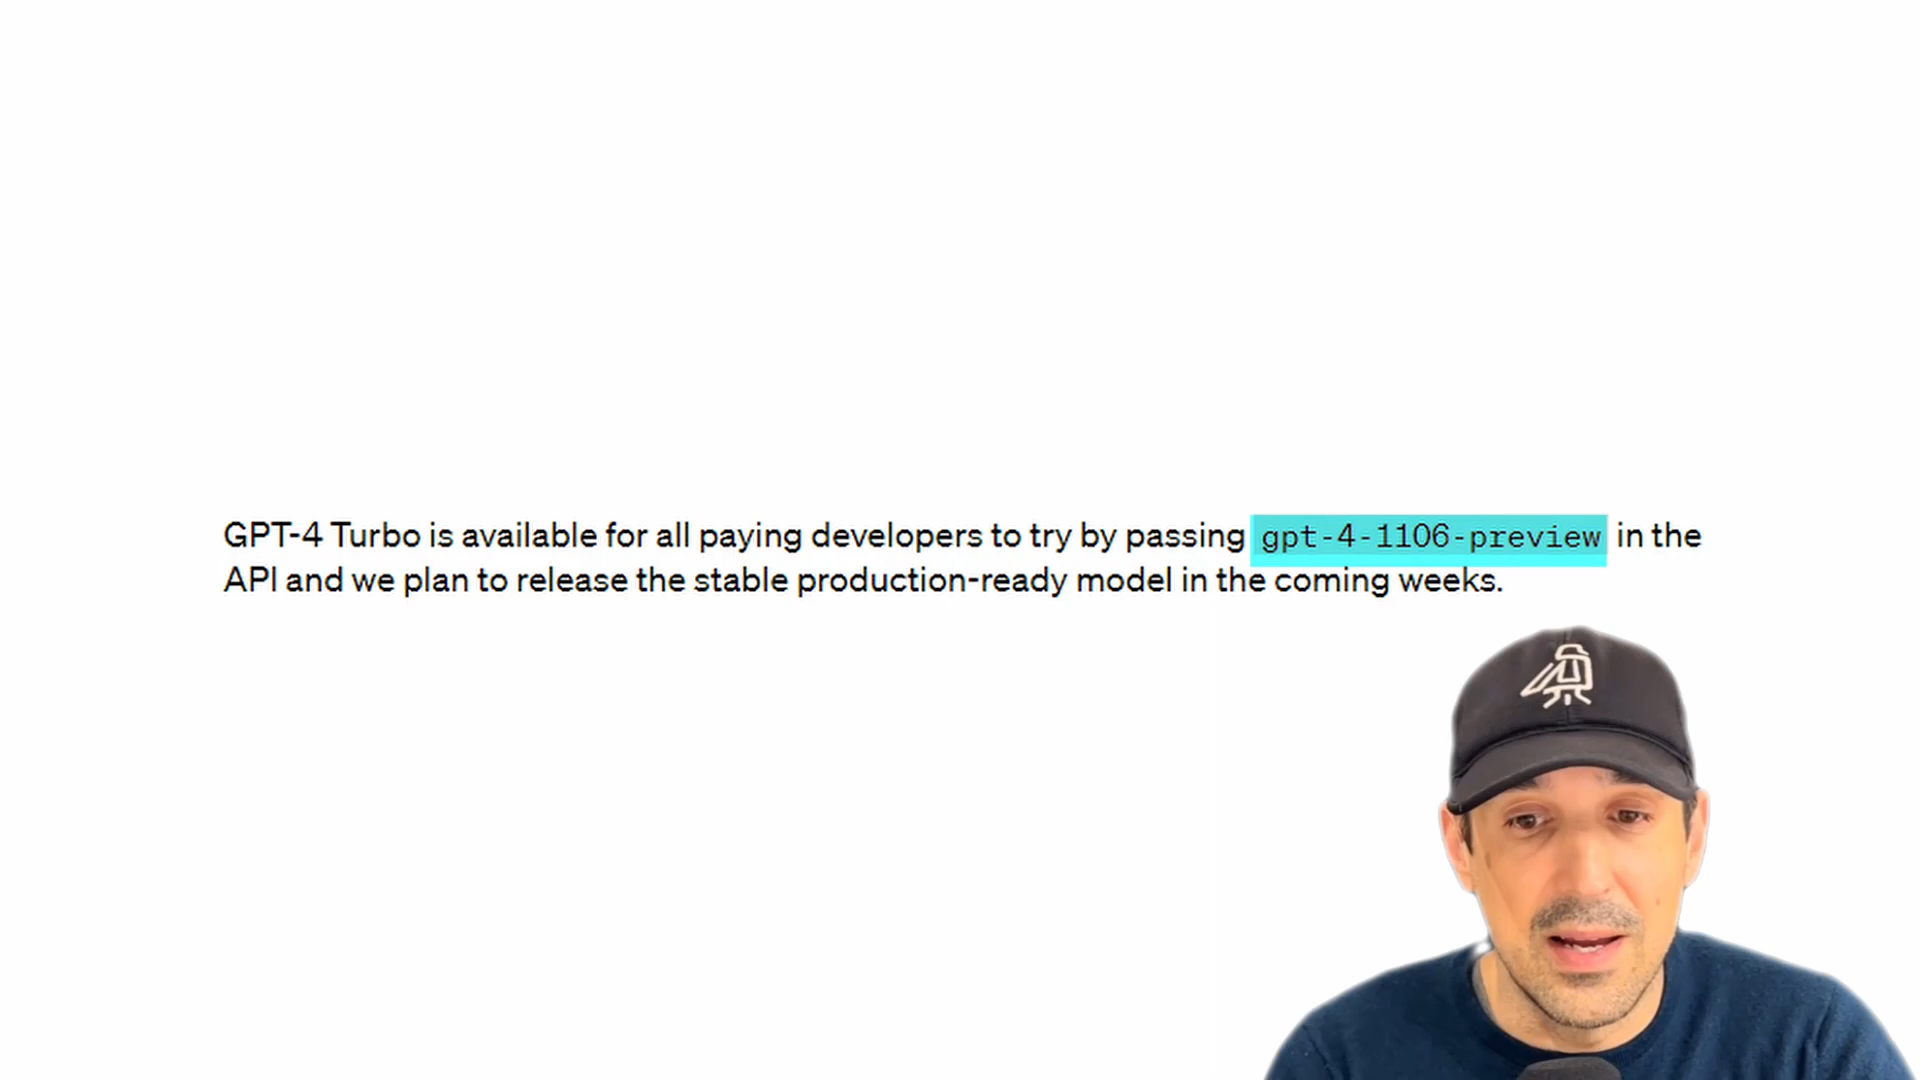 GPT-4 Turbo is available for all paying developers to try by passing gpt-4-1106-preview in the
API and we plan to release the stable production-ready model in the coming weeks.